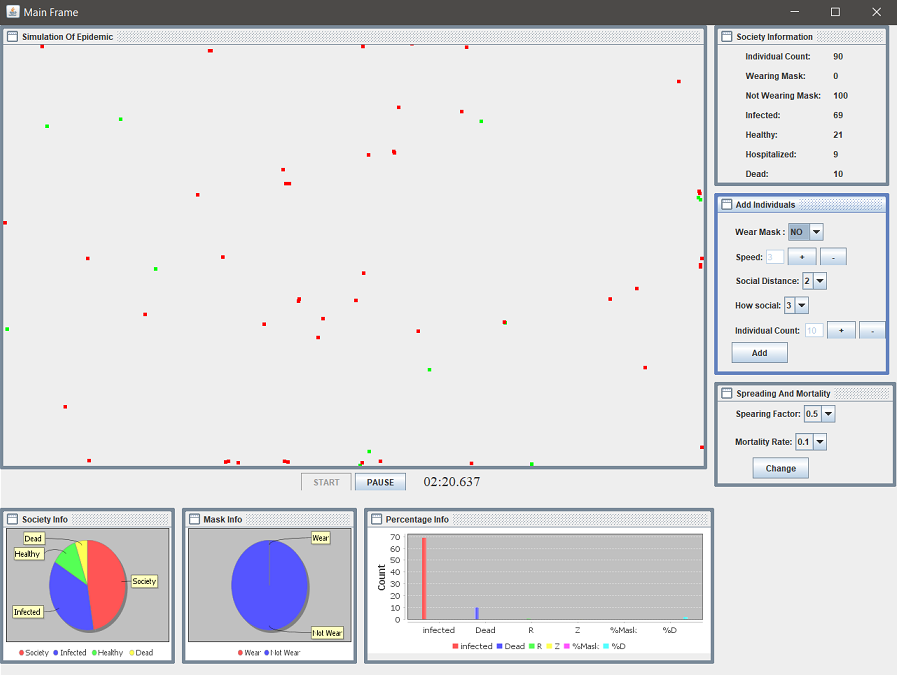 Main Frame
Simulation Of Epidemic
START
PAUSE
02:20.637
Society Information
Individual Count: 90
Wearing Mask: 0
Not Wearing Mask: 100
Infected: 69
Healthy: 21
Hospitalized: 9
Dead: 10
Add Individuals
Wear Mask : NO
Speed: 3 + -
Social Distance: 2
How social: 3
Individual Count: 10 + -
Add
Spreading And Mortality
Spearing Factor: 0.5
Mortality Rate: 0.1
Change
Society Info
Dead
Healthy
Society
Infected
Society Infected Healthy Dead
Mask Info
Wear
Not Wear
Wear Not Wear
Percentage Info
Count
70
60
50
40
30
20
10
0
infected Dead R Z %Mask %D
infected Dead R Z %Mask %D